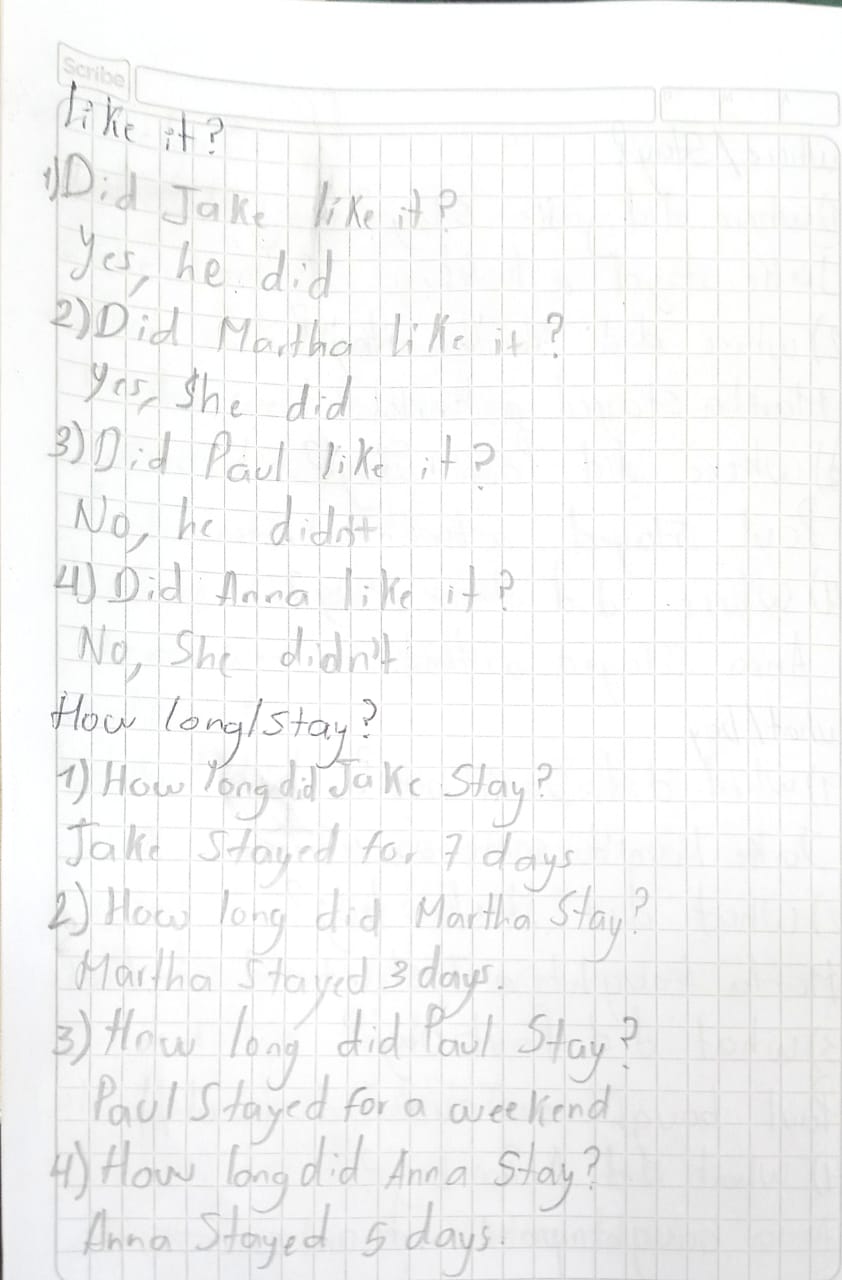 Scribe
Like it?
1) Did Jake like it?
Yes, he did
2) Did Martha like it?
Yes, She did
3) Did Paul like it?
No, he didn't
4) Did Anna like it?
No, She didn't
How long/Stay?
1) How long did Jake Stay?
Jake Stayed for 7 days
2) How long did Martha Stay?
Martha Stayed 3 days.
3) How long did Paul Stay?
Paul Stayed for a weekend
4) How long did Anna Stay?
Anna Stayed 5 days.